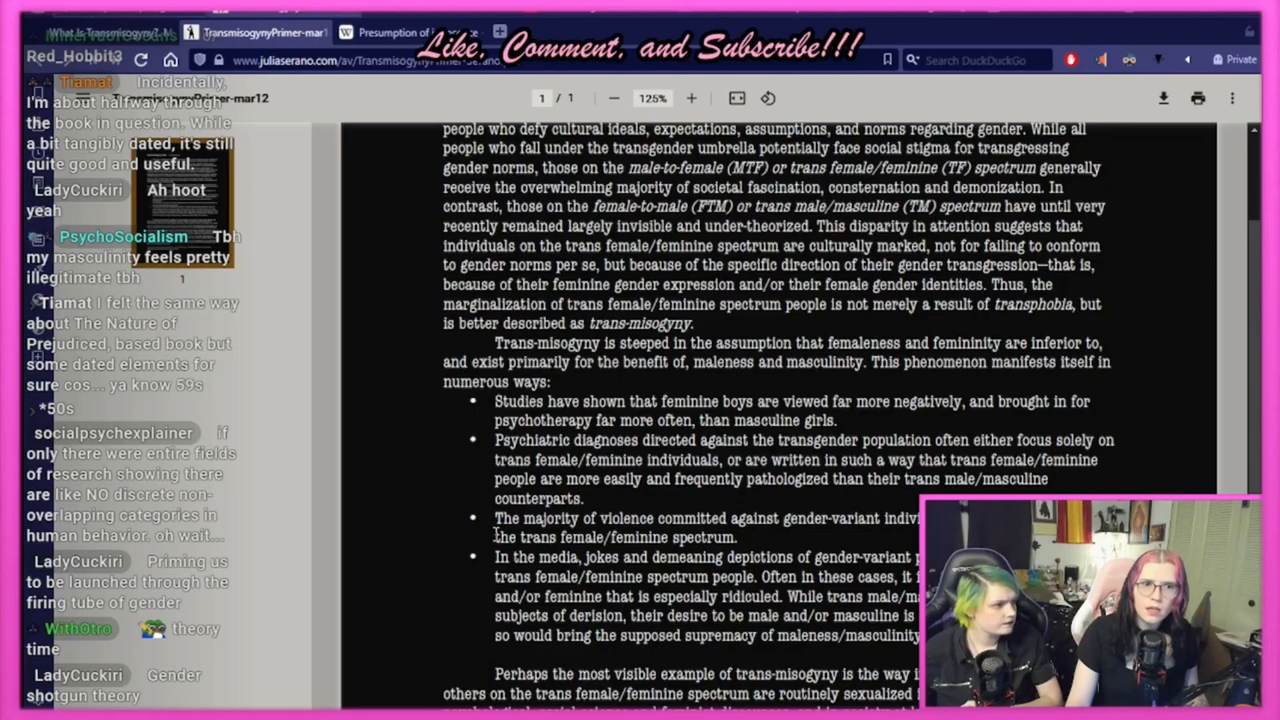 What Is Transmisogyny?
TransmisogynyPrimer-mar1
Presumption of
Like, Comment, and Subscribe!!!
Red_Hobbit3
www.juliaserano.com/av/TransmisogynyPrimer-Serano
Search DuckDuckGo
Private
TransmisogynyPrimer-mar12
1 / 1
125%
Tiamat Incidentally,
I'm about halfway through
the book in question. While
a bit tangibly dated, it's still
quite good and useful.
LadyCuckiri Ah hoot
yeah
PsychoSocialism Tbh
my masculinity feels pretty
illegitimate tbh
1
Tiamat I felt the same way
about The Nature of
Prejudiced, based book but
some dated elements for
sure cos... ya know 59s
*50s
socialpsychexplainer if
only there were entire fields
of research showing there
are like NO discrete non-
overlapping categories in
human behavior. oh wait...
LadyCuckiri Priming us
to be launched through the
firing tube of gender
WithOtro theory
time
LadyCuckiri Gender
shotgun theory
people who defy cultural ideals, expectations, assumptions, and norms regarding gender. While all
people who fall under the transgender umbrella potentially face social stigma for transgressing
gender norms, those on the male-to-female (MTF) or trans female/feminine (TF) spectrum generally
receive the overwhelming majority of societal fascination, consternation and demonization. In
contrast, those on the female-to-male (FTM) or trans male/masculine (TM) spectrum have until very
recently remained largely invisible and under-theorized. This disparity in attention suggests that
individuals on the trans female/feminine spectrum are culturally marked, not for failing to conform
to gender norms per se, but because of the specific direction of their gender transgression—that is,
because of their feminine gender expression and/or their female gender identities. Thus, the
marginalization of trans female/feminine spectrum people is not merely a result of transphobia, but
is better described as trans-misogyny.
Trans-misogyny is steeped in the assumption that femaleness and femininity are inferior to,
and exist primarily for the benefit of, maleness and masculinity. This phenomenon manifests itself in
numerous ways:
• Studies have shown that feminine boys are viewed far more negatively, and brought in for
psychotherapy far more often, than masculine girls.
• Psychiatric diagnoses directed against the transgender population often either focus solely on
trans female/feminine individuals, or are written in such a way that trans female/feminine
people are more easily and frequently pathologized than their trans male/masculine
counterparts.
• The majority of violence committed against gender-variant indivi
the trans female/feminine spectrum.
• In the media, jokes and demeaning depictions of gender-variant p
trans female/feminine spectrum people. Often in these cases, it i
and/or feminine that is especially ridiculed. While trans male/ma
subjects of derision, their desire to be male and/or masculine is
so would bring the supposed supremacy of maleness/masculinity
Perhaps the most visible example of trans-misogyny is the way in
others on the trans female/feminine spectrum are routinely sexualized i